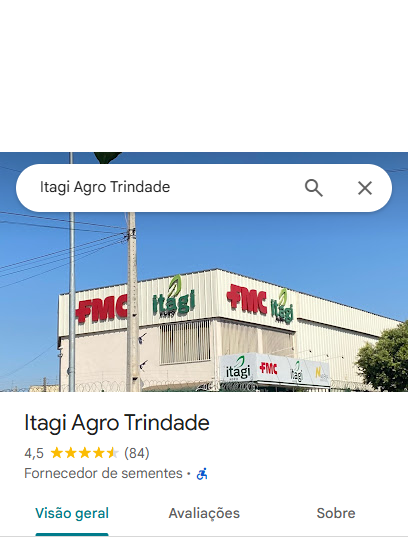 Itagi Agro Trindade
FMC itagi
FMC itagi
itagi FMC itagi
Itagi Agro Trindade
4,5 (84)
Fornecedor de sementes ·
Visão geral Avaliações Sobre